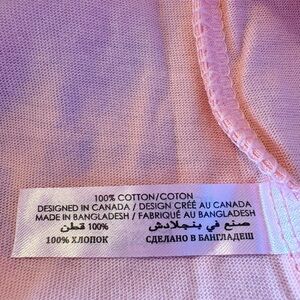 100% COTTON/COTON
DESIGNED IN CANADA / DESIGN CRÉÉ AU CANADA
MADE IN BANGLADESH / FABRIQUÉ AU BANGLADESH
100% قطن صنع في بنجلادش
100% ХЛОПОК СДЕЛАНО В БАНГЛАДЕШ